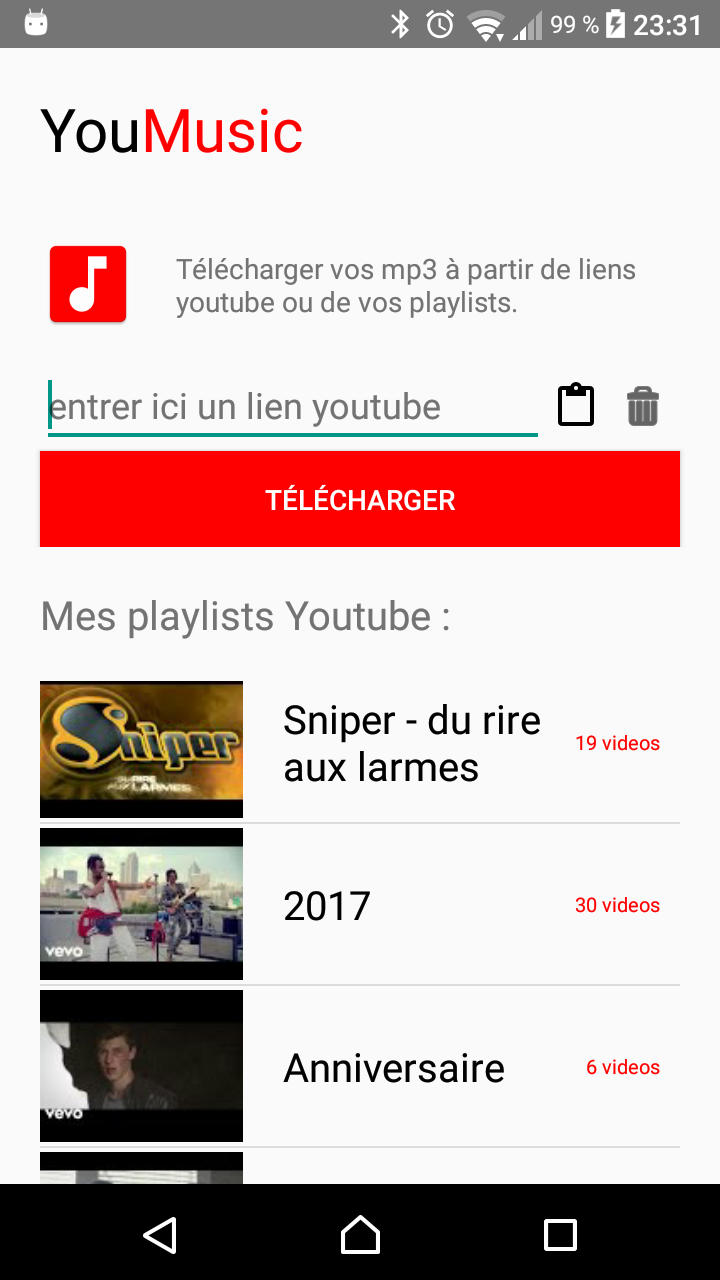 99 % 23:31
YouMusic
Télécharger vos mp3 à partir de liens
youtube ou de vos playlists.
entrer ici un lien youtube
TÉLÉCHARGER
Mes playlists Youtube :
Sniper
DU RIRE
AUX LARMES
Sniper - du rire
aux larmes
19 videos
vevo
2017
30 videos
vevo
Anniversaire
6 videos